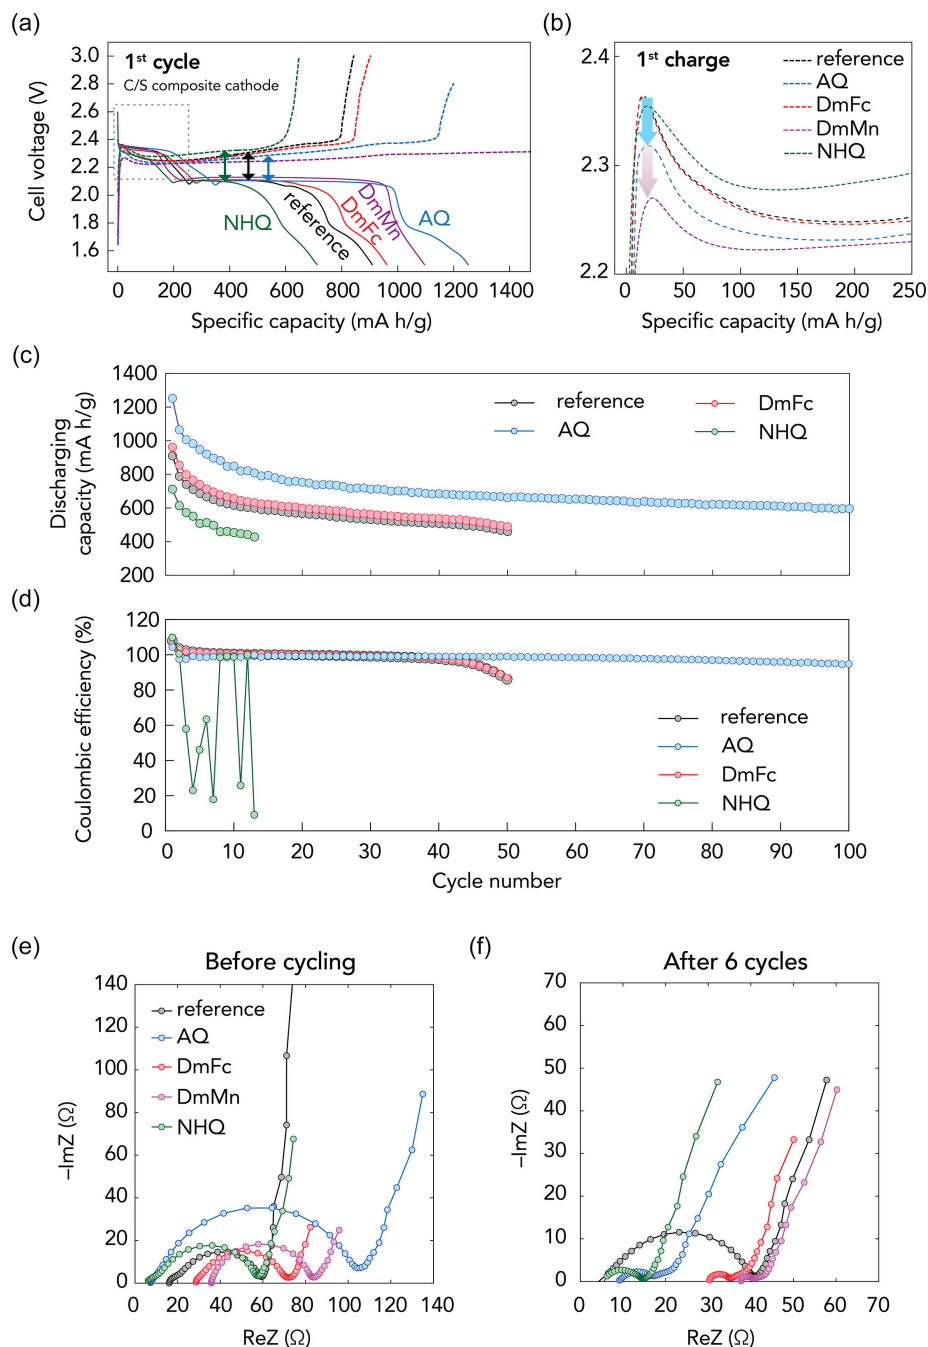 (a)
1st cycle
C/S composite cathode
3.0
2.8
2.6
2.4
2.2
2.0
1.8
1.6
Cell voltage (V)
NHQ
reference
DmFc
DmMn
AQ
0 200 400 600 800 1000 1200 1400
Specific capacity (mA h/g)
(b)
1st charge
reference
AQ
DmFc
DmMn
NHQ
2.4
2.3
2.2
0 50 100 150 200 250
Specific capacity (mA h/g)
(c)
1400
1200
1000
800
600
400
200
Discharging
capacity (mA h/g)
reference
AQ
DmFc
NHQ
(d)
120
100
80
60
40
20
0
Coulombic efficiency (%)
reference
AQ
DmFc
NHQ
0 10 20 30 40 50 60 70 80 90 100
Cycle number
(e)
Before cycling
140
120
100
80
60
40
20
0
–ImZ (Ω)
reference
AQ
DmFc
DmMn
NHQ
0 20 40 60 80 100 120 140
ReZ (Ω)
(f)
After 6 cycles
70
60
50
40
30
20
10
0
–ImZ (Ω)
0 10 20 30 40 50 60 70
ReZ (Ω)